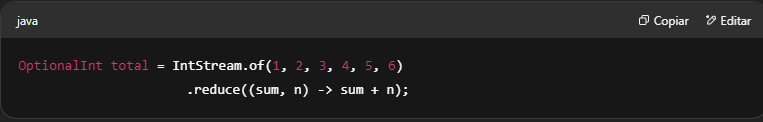 java
Copiar
Editar
OptionalInt total = IntStream.of(1, 2, 3, 4, 5, 6)
.reduce((sum, n) -> sum + n);